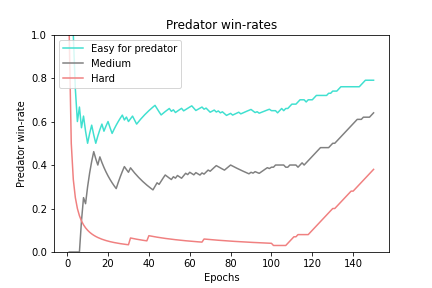 Predator win-rates
1.0
0.8
0.6
0.4
0.2
0.0
Predator win-rate
Easy for predator
Medium
Hard
0 20 40 60 80 100 120 140
Epochs